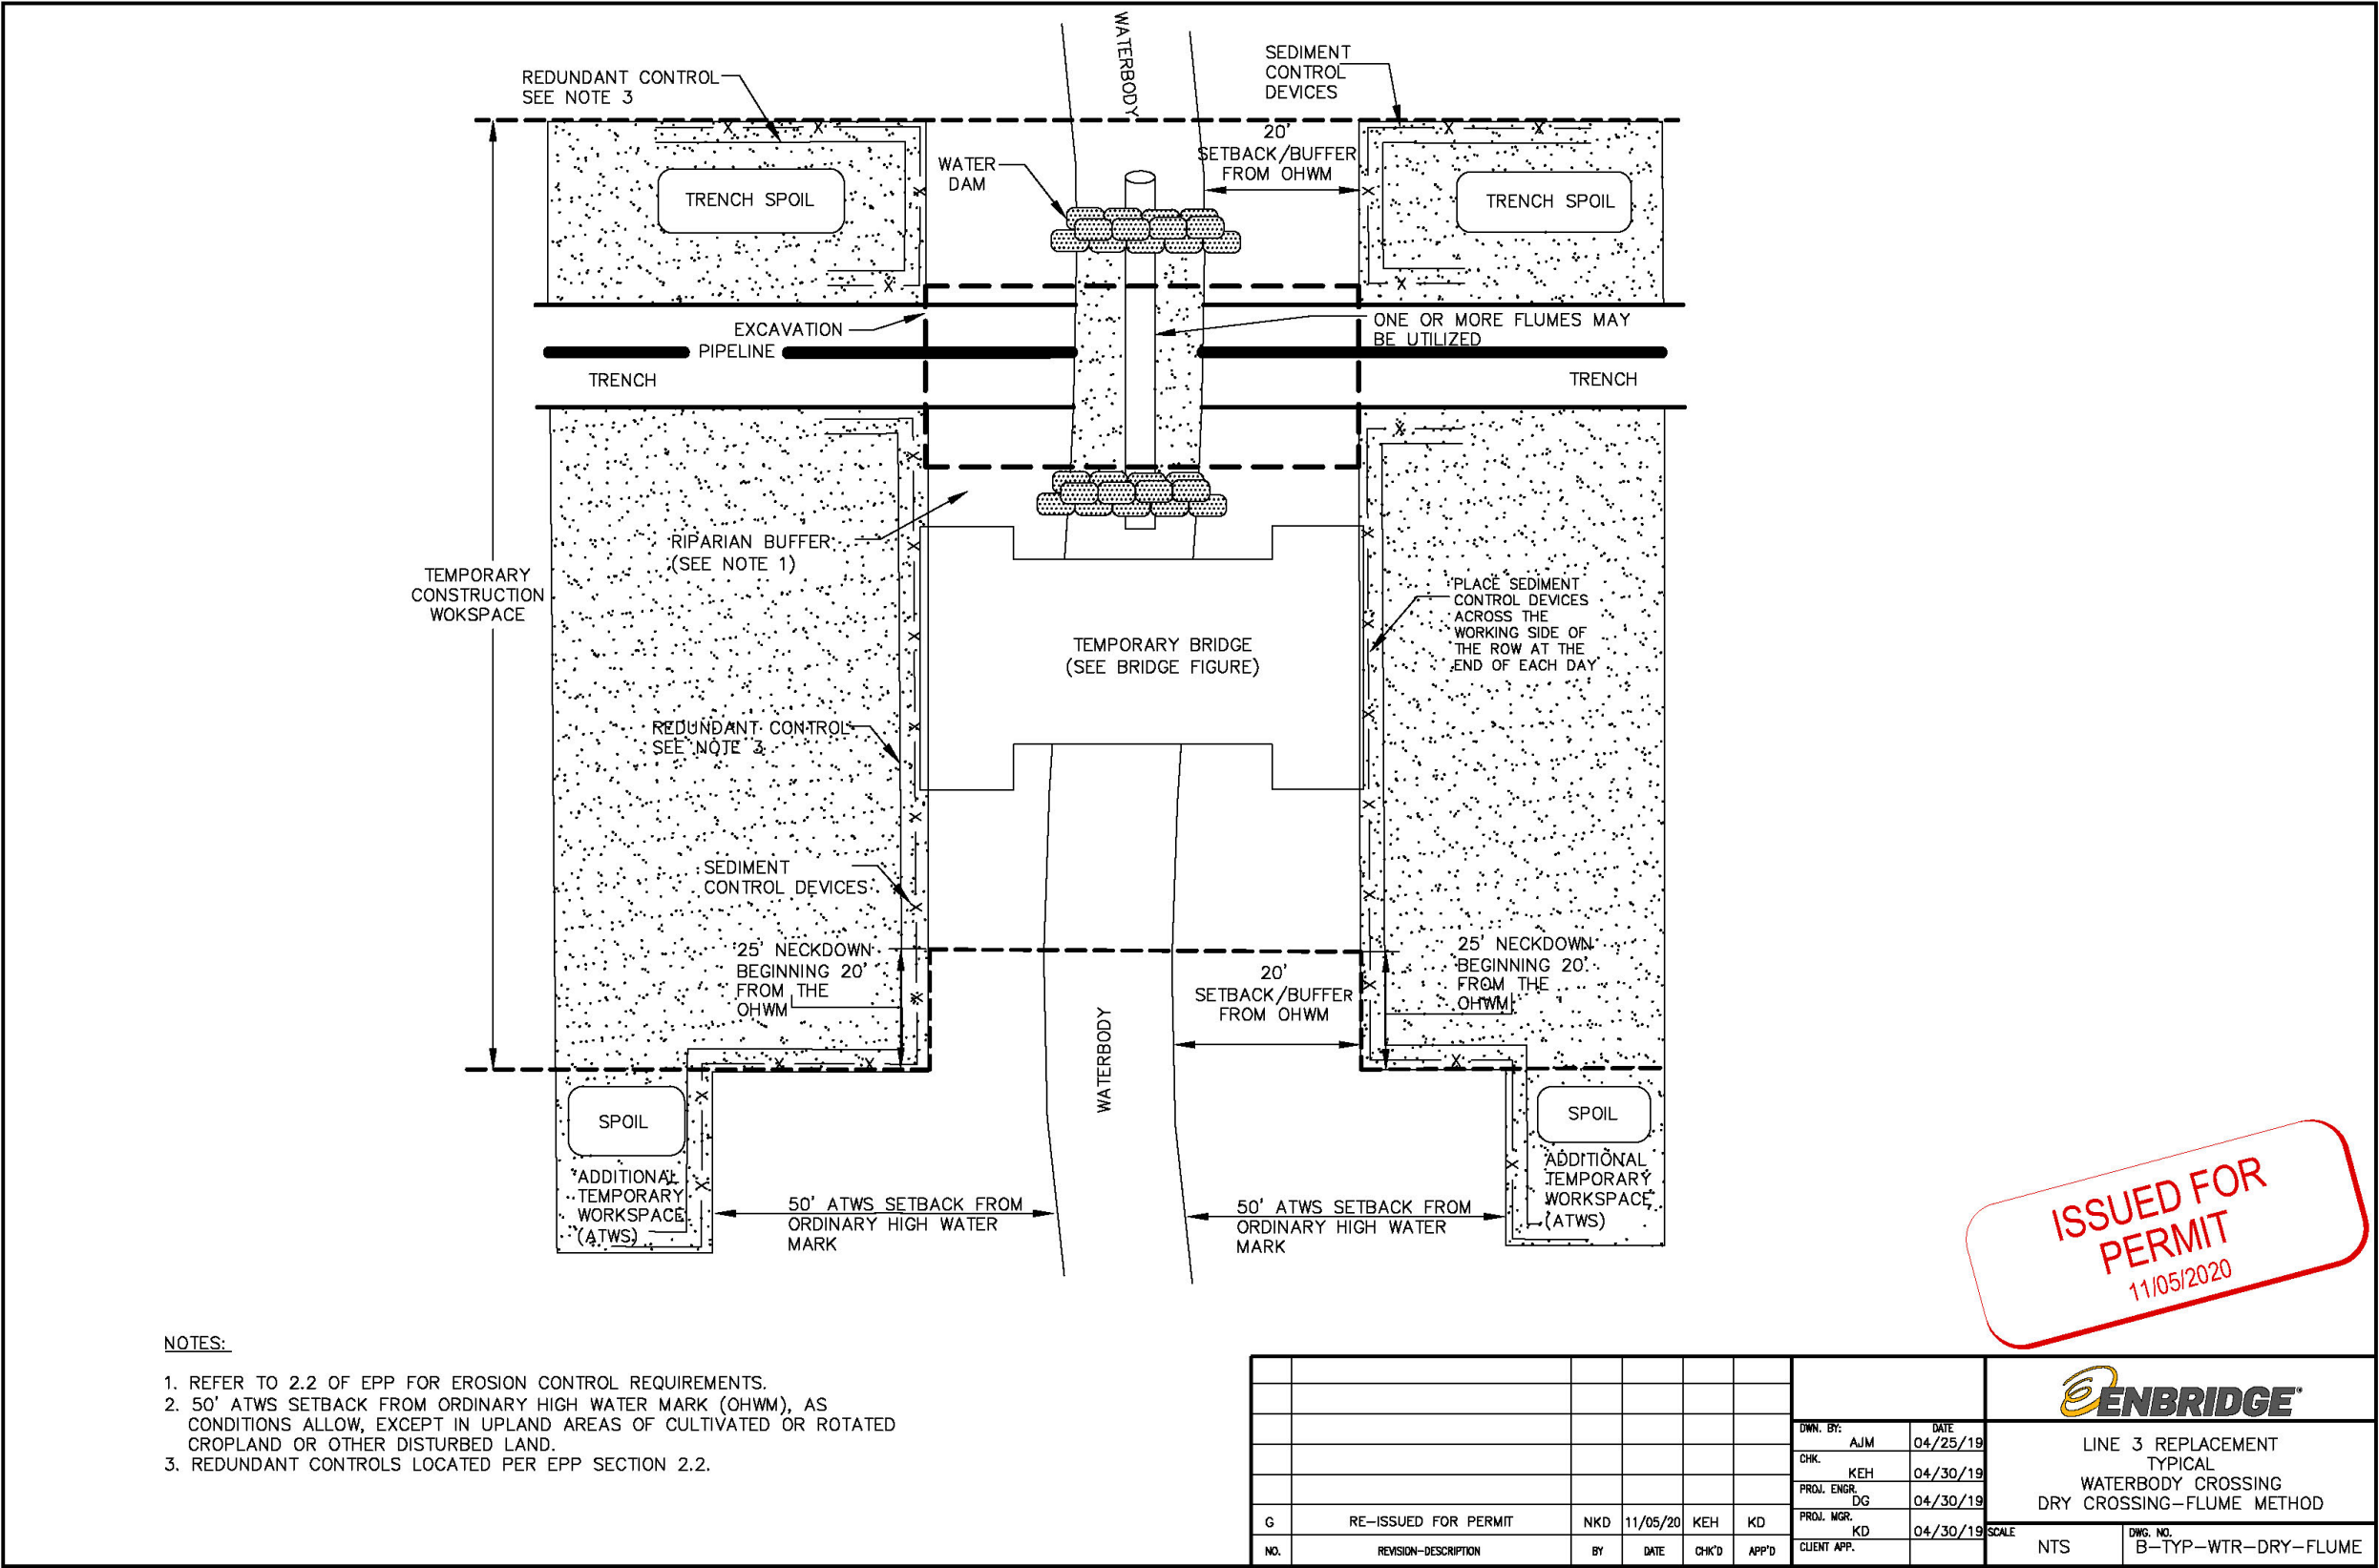 WATERBODY
REDUNDANT CONTROL
SEE NOTE 3
SEDIMENT
CONTROL
DEVICES
20'
SETBACK/BUFFER
FROM OHWM
WATER
DAM
TRENCH SPOIL
TRENCH SPOIL
EXCAVATION
ONE OR MORE FLUMES MAY
BE UTILIZED
PIPELINE
TRENCH
TRENCH
RIPARIAN BUFFER
(SEE NOTE 1)
TEMPORARY
CONSTRUCTION
WOKSPACE
PLACE SEDIMENT
CONTROL DEVICES
ACROSS THE
WORKING SIDE OF
THE ROW AT THE
END OF EACH DAY
TEMPORARY BRIDGE
(SEE BRIDGE FIGURE)
REDUNDANT CONTROL
SEE NOTE 3
SEDIMENT
CONTROL DEVICES
25' NECKDOWN
BEGINNING 20'
FROM THE
OHWM
20'
SETBACK/BUFFER
FROM OHWM
25' NECKDOWN
BEGINNING 20'
FROM THE
OHWM
WATERBODY
SPOIL
SPOIL
ADDITIONAL
TEMPORARY
WORKSPACE
(ATWS)
50' ATWS SETBACK FROM
ORDINARY HIGH WATER
MARK
50' ATWS SETBACK FROM
ORDINARY HIGH WATER
MARK
ADDITIONAL
TEMPORARY
WORKSPACE
(ATWS)
ISSUED FOR
PERMIT
11/05/2020
NOTES:
1. REFER TO 2.2 OF EPP FOR EROSION CONTROL REQUIREMENTS.
2. 50' ATWS SETBACK FROM ORDINARY HIGH WATER MARK (OHWM), AS
CONDITIONS ALLOW, EXCEPT IN UPLAND AREAS OF CULTIVATED OR ROTATED
CROPLAND OR OTHER DISTURBED LAND.
3. REDUNDANT CONTROLS LOCATED PER EPP SECTION 2.2.
G RE-ISSUED FOR PERMIT NKD 11/05/20 KEH KD
NO. REVISION-DESCRIPTION BY DATE CHK'D APP'D
DWN. BY: DATE
AJM 04/25/19
CHK.
KEH 04/30/19
PROJ. ENGR.
DG 04/30/19
PROJ. MGR.
KD 04/30/19
CLIENT APP.
ENBRIDGE
LINE 3 REPLACEMENT
TYPICAL
WATERBODY CROSSING
DRY CROSSING-FLUME METHOD
SCALE
NTS
DWG. NO.
B-TYP-WTR-DRY-FLUME